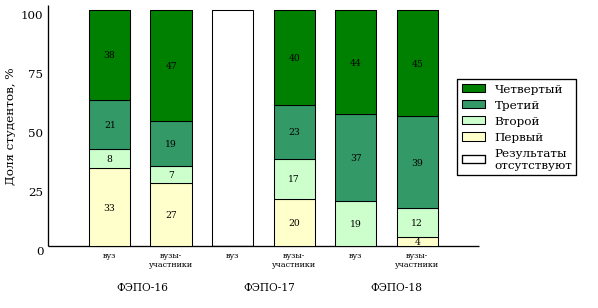 Доля студентов, %
100
75
50
25
0
38
21
8
33
47
19
7
27
40
23
17
20
44
37
19
45
39
12
4
вуз
вузы-
участники
вуз
вузы-
участники
вуз
вузы-
участники
ФЭПО-16
ФЭПО-17
ФЭПО-18
Четвертый
Третий
Второй
Первый
Результаты
отсутствуют